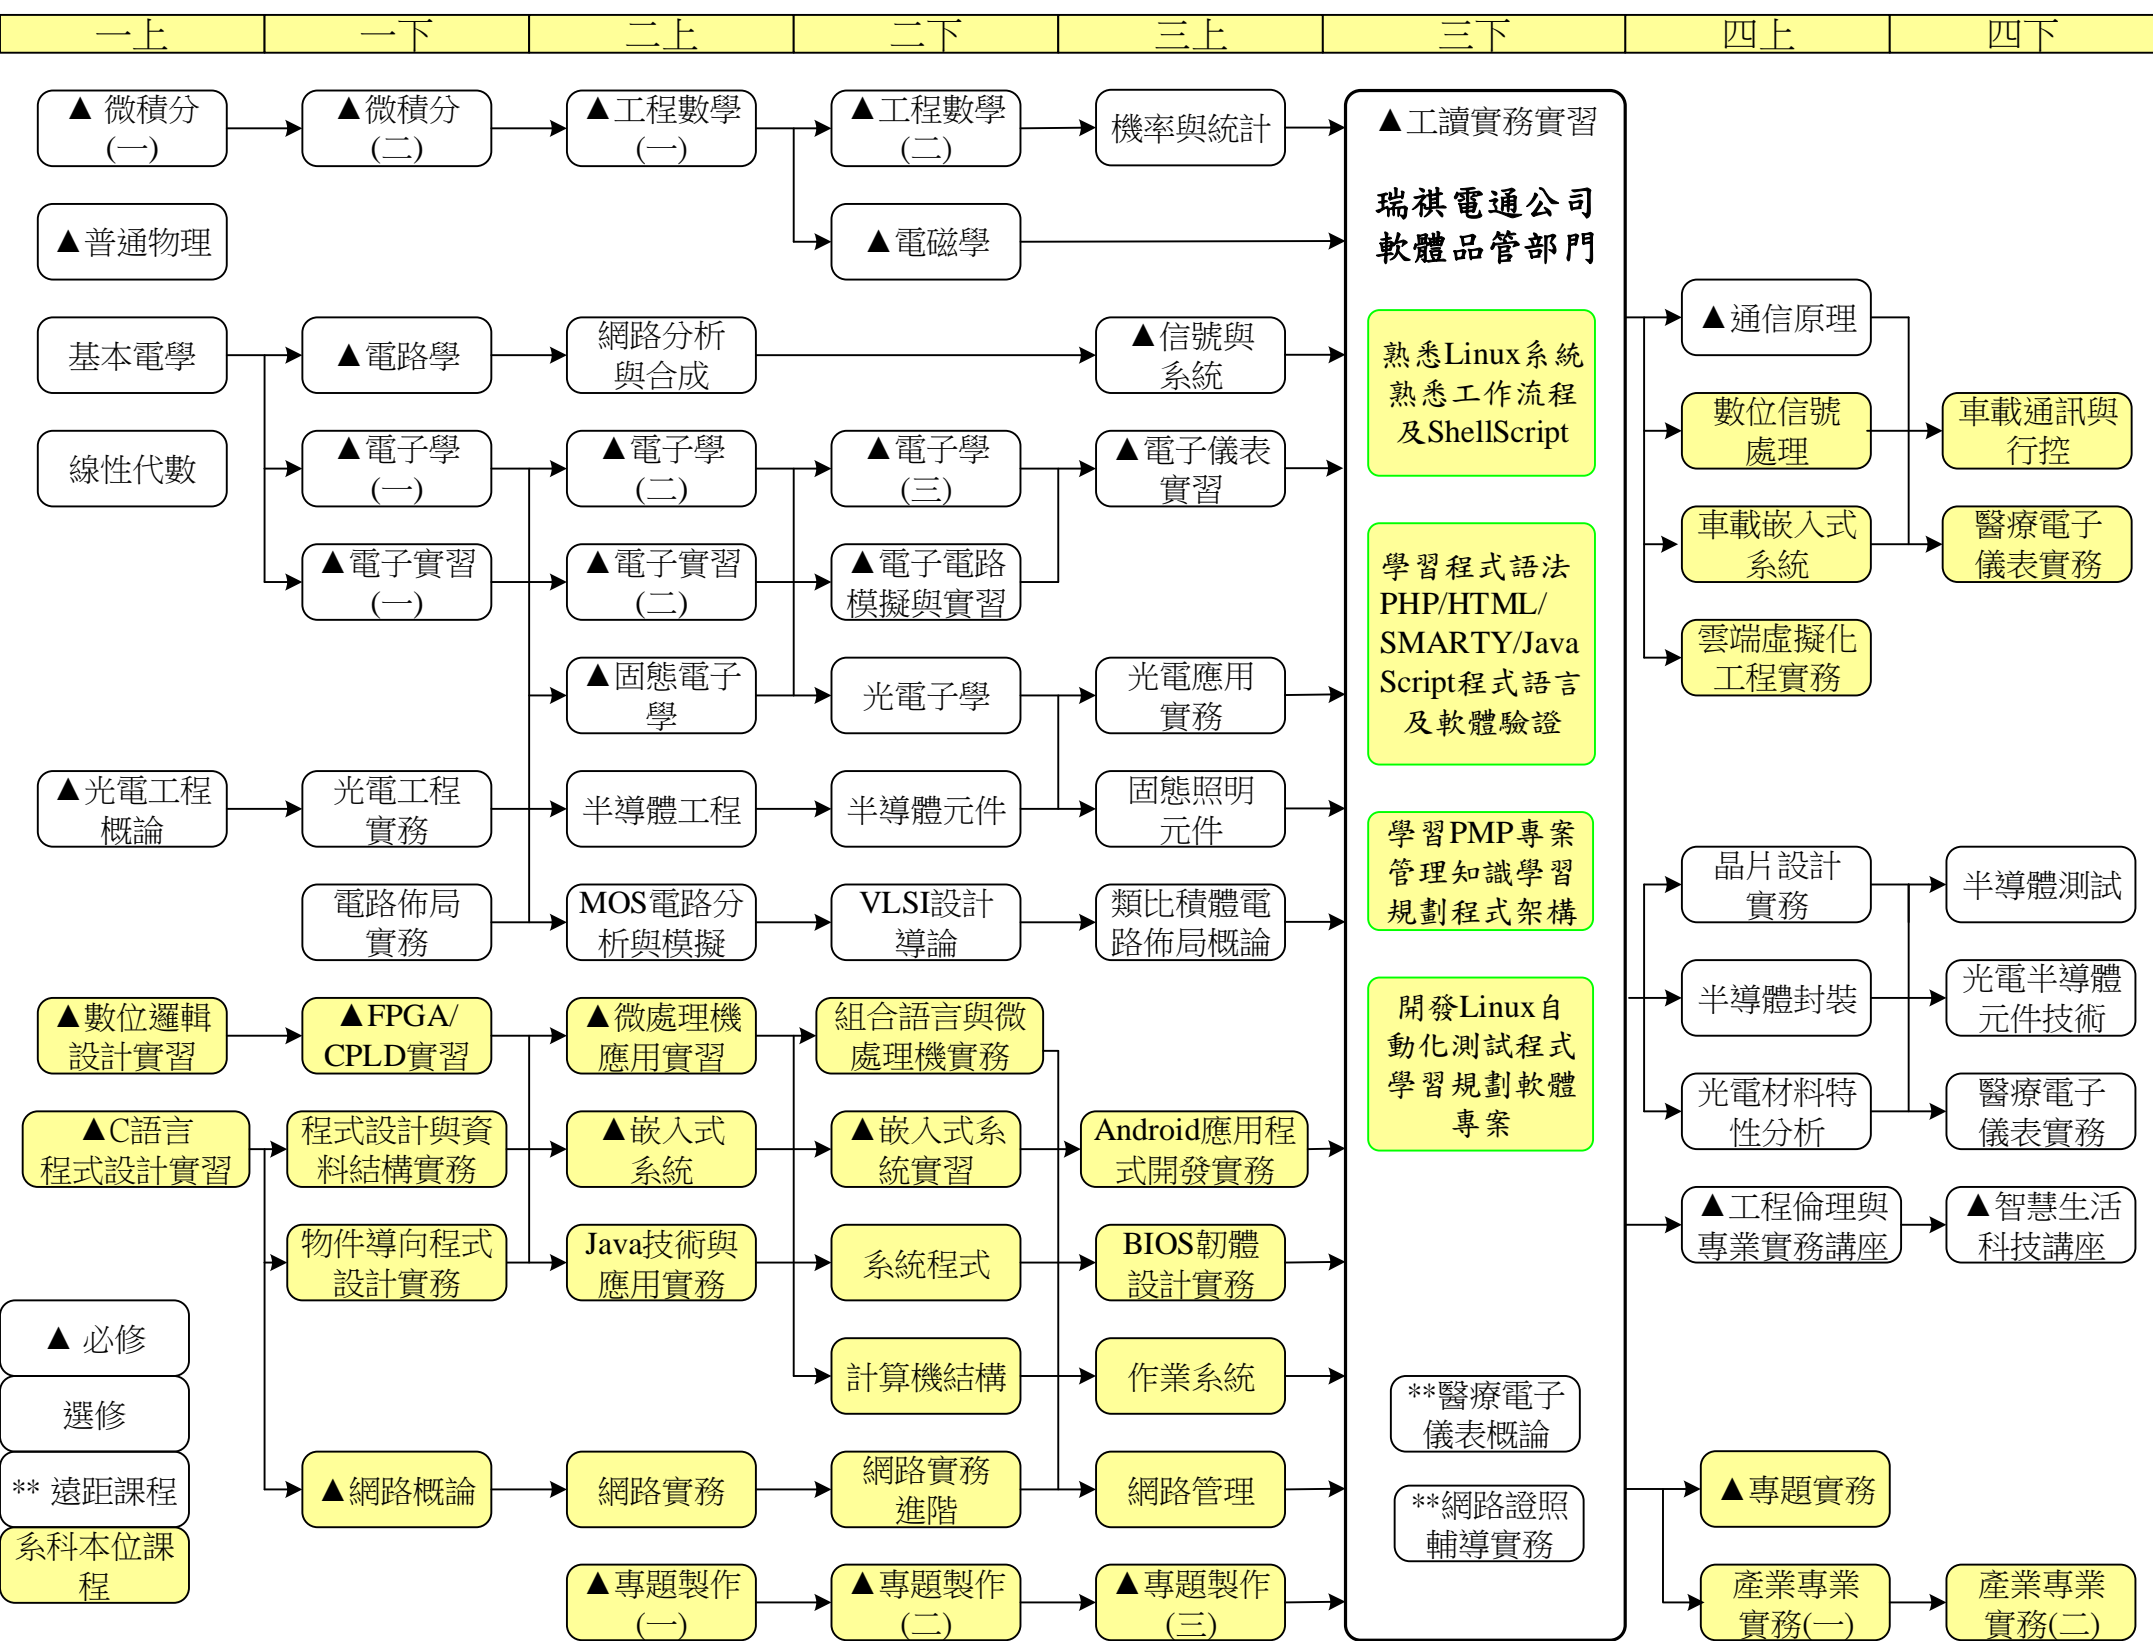 一上
一下
二上
二下
三上
三下
四上
四下
▲ 微積分
(一)
▲微積分
(二)
▲工程數學
(一)
▲工程數學
(二)
機率與統計
▲工讀實務實習
瑞祺電通公司
軟體品管部門
▲普通物理
▲電磁學
基本電學
▲電路學
網路分析
與合成
▲信號與
系統
熟悉Linux系統
熟悉工作流程
及ShellScript
▲通信原理
數位信號
處理
車載通訊與
行控
線性代數
▲電子學
(一)
▲電子學
(二)
▲電子學
(三)
▲電子儀表
實習
車載嵌入式
系統
醫療電子
儀表實務
▲電子實習
(一)
▲電子實習
(二)
▲電子電路
模擬與實習
學習程式語法
PHP/HTML/
SMARTY/Java
Script程式語言
及軟體驗證
雲端虛擬化
工程實務
▲固態電子
學
光電子學
光電應用
實務
▲光電工程
概論
光電工程
實務
半導體工程
半導體元件
固態照明
元件
學習PMP專案
管理知識學習
規劃程式架構
晶片設計
實務
半導體測試
電路佈局
實務
MOS電路分
析與模擬
VLSI設計
導論
類比積體電
路佈局概論
▲數位邏輯
設計實習
▲FPGA/
CPLD實習
▲微處理機
應用實習
組合語言與微
處理機實務
開發Linux自
動化測試程式
學習規劃軟體
專案
半導體封裝
光電半導體
元件技術
▲C語言
程式設計實習
程式設計與資
料結構實務
▲嵌入式
系統
▲嵌入式系
統實習
Android應用程
式開發實務
光電材料特
性分析
醫療電子
儀表實務
物件導向程式
設計實務
Java技術與
應用實務
系統程式
BIOS韌體
設計實務
▲工程倫理與
專業實務講座
▲智慧生活
科技講座
▲ 必修
選修
** 遠距課程
系科本位課
程
計算機結構
作業系統
**醫療電子
儀表概論
▲網路概論
網路實務
網路實務
進階
網路管理
**網路證照
輔導實務
▲專題實務
▲專題製作
(一)
▲專題製作
(二)
▲專題製作
(三)
產業專業
實務(一)
產業專業
實務(二)